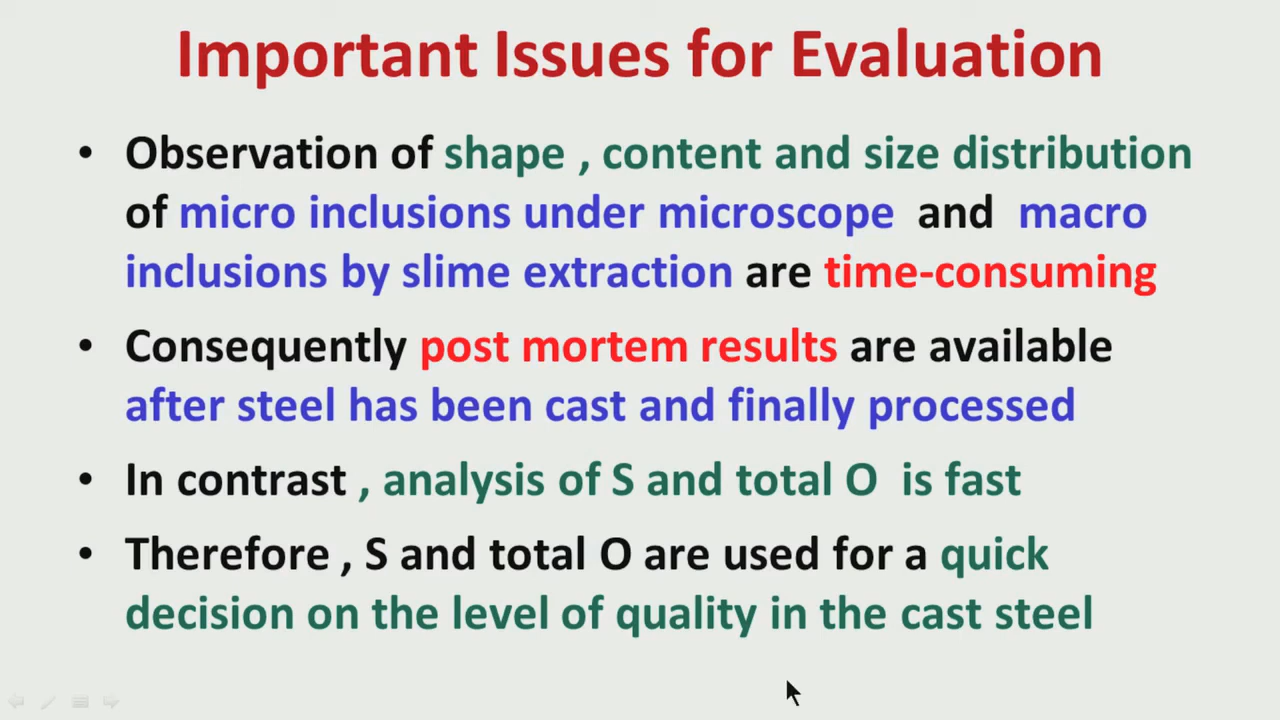 Important Issues for Evaluation
• Observation of shape , content and size distribution
of micro inclusions under microscope and macro
inclusions by slime extraction are time-consuming
• Consequently post mortem results are available
after steel has been cast and finally processed
• In contrast , analysis of S and total O is fast
• Therefore , S and total O are used for a quick
decision on the level of quality in the cast steel